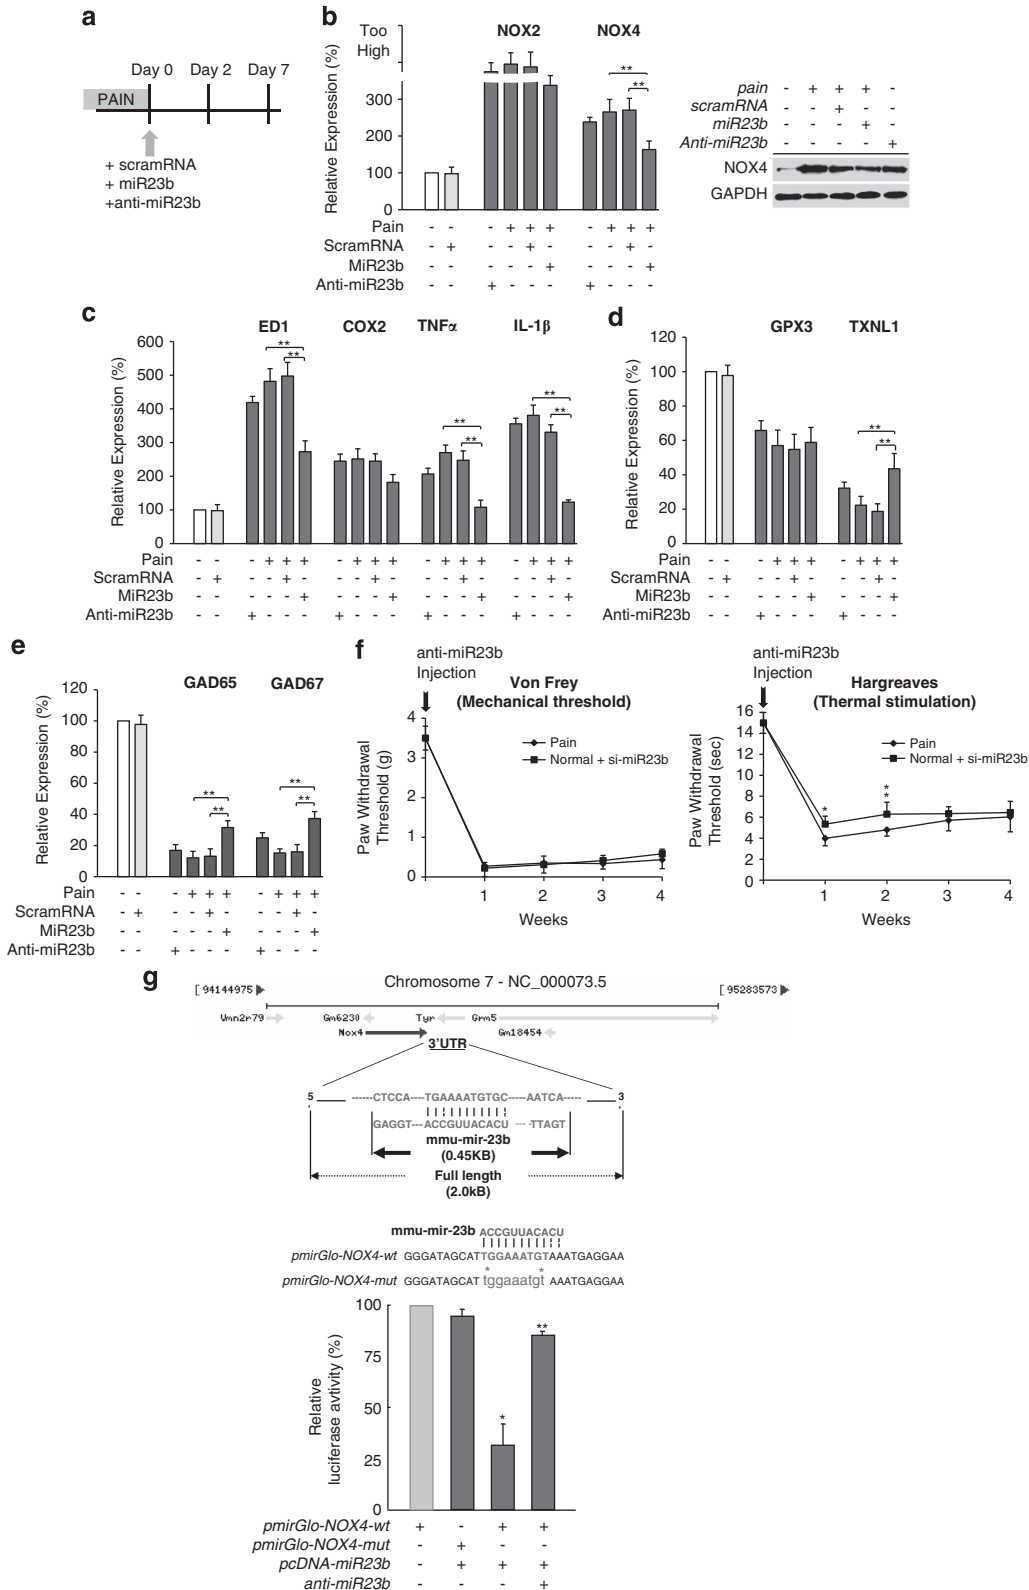 a
Day 0 Day 2 Day 7
PAIN
+ scramRNA
+ miR23b
+anti-miR23b
b
Too
High
NOX2 NOX4
Relative Expression (%)
300
200
100
0
** **
Pain - - - + + + - + + +
ScramRNA - + - - + - - - + -
MiR23b - - - - - + - - - +
Anti-miR23b - - + - - - + - - -
pain - + + + -
scramRNA - - + - -
miR23b - - - + -
Anti-miR23b - - - - +
NOX4
GAPDH
c
ED1 COX2 TNFα IL-1β
Relative Expression (%)
600
500
400
300
200
100
0
** ** ** ** ** **
Pain - - - + + + - + + + - + + + - + + +
ScramRNA - + - - + - - - + - - - + - - - + -
MiR23b - - - - - + - - - + - - - + - - - +
Anti-miR23b - - + - - - + - - - + - - - + - - -
d
GPX3 TXNL1
Relative Expression (%)
120
100
80
60
40
20
0
** **
Pain - - - + + + - + + +
ScramRNA - + - - + - - - + -
MiR23b - - - - - + - - - +
Anti-miR23b - - + - - - + - - -
e
GAD65 GAD67
Relative Expression (%)
120
100
80
60
40
20
0
** ** ** **
Pain - - - + + + - + + +
ScramRNA - + - - + - - - + -
MiR23b - - - - - + - - - +
Anti-miR23b - - + - - - + - - -
f
anti-miR23b
Injection
Von Frey
(Mechanical threshold)
Pain
Normal + si-miR23b
Paw Withdrawal
Threshold (g)
4
3
2
1
0
1 2 3 4
Weeks
anti-miR23b
Injection
Hargreaves
(Thermal stimulation)
Pain
Normal + si-miR23b
Paw Withdrawal
Threshold (sec)
16
14
12
10
8
6
4
2
0
* * *
1 2 3 4
Weeks
g
Chromosome 7 - NC_000073.5
[ 94144975 95283573
Vmn2r79 Gm6230 Tyr Grm5
Nox4 Gm18454
3'UTR
5 ------CTCCA----TGAAAATGTGC-----AATCA----- 3
' '
GAGGT---ACCGUUACACU --- TTAGT
mmu-mir-23b
(0.45KB)
Full length
(2.0kB)
mmu-mir-23b ACCGUUACACU
pmirGlo-NOX4-wt GGGATAGCATTGGAAATGTAAATGAGGAA
* *
pmirGlo-NOX4-mut GGGATAGCAT tggaaatgt AAATGAGGAA
Relative
luciferase avtivity (%)
100
75
50
25
0
* **
pmirGlo-NOX4-wt + - + +
pmirGlo-NOX4-mut - + - -
pcDNA-miR23b - + + +
anti-miR23b - - - +